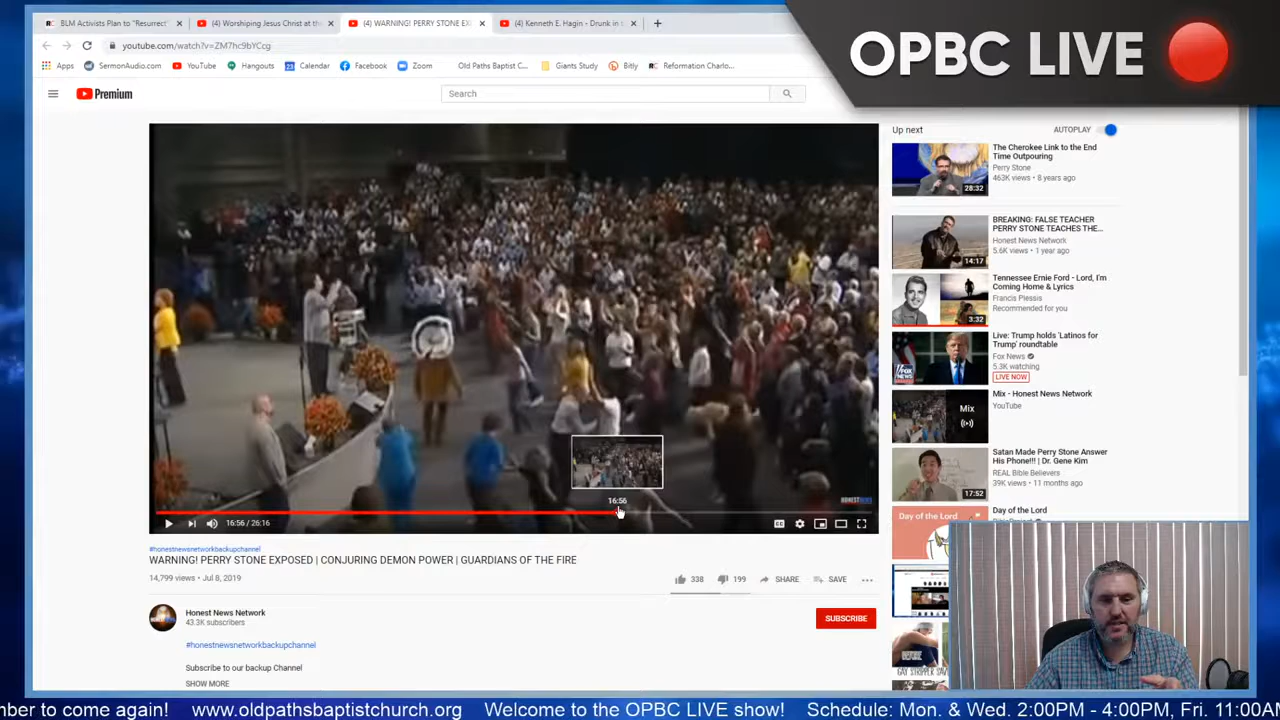 BLM Activists Plan to "Resurrect"
(4) Worshiping Jesus Christ at th
(4) WARNING! PERRY STONE EX
(4) Kenneth E. Hagin - Drunk in t
youtube.com/watch?v=ZM7hc9bYCcg
Apps SermonAudio.com YouTube Hangouts Calendar Facebook Zoom Old Paths Baptist C... Giants Study Bitly Reformation Charlo...
OPBC LIVE
Premium
Search
Up next
AUTOPLAY
The Cherokee Link to the End
Time Outpouring
Perry Stone
463K views • 8 years ago
28:32
BREAKING: FALSE TEACHER
PERRY STONE TEACHES THE...
Honest News Network
5.6K views • 1 year ago
14:17
Tennessee Ernie Ford - Lord, I'm
Coming Home & Lyrics
Francis Plessis
Recommended for you
3:32
Live: Trump holds 'Latinos for
Trump' roundtable
Fox News
5.3K watching
LIVE NOW
Mix - Honest News Network
YouTube
Mix
Satan Made Perry Stone Answer
His Phone!!! | Dr. Gene Kim
REAL Bible Believers
39K views • 11 months ago
17:52
Day of the Lord
Day of the Lord
16:56
HONESTNEWS
16:56 / 26:16
#honestnewsnetworkbackupchannel
WARNING! PERRY STONE EXPOSED | CONJURING DEMON POWER | GUARDIANS OF THE FIRE
14,799 views • Jul 8, 2019
338
199
SHARE
SAVE
Honest News Network
43.3K subscribers
SUBSCRIBE
#honestnewsnetworkbackupchannel
Subscribe to our backup Channel
SHOW MORE
mber to come again! www.oldpathsbaptistchurch.org Welcome to the OPBC LIVE show! Schedule: Mon. & Wed. 2:00PM - 4:00PM, Fri. 11:00A